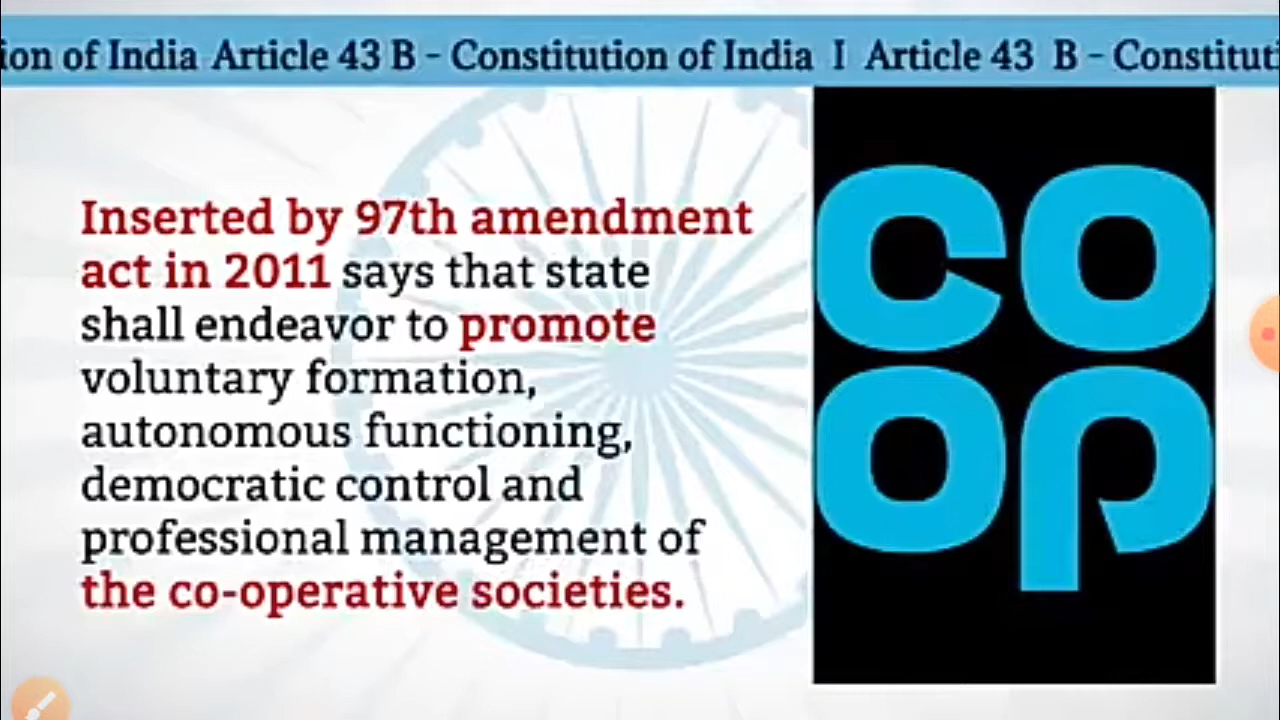 ion of India Article 43 B - Constitution of India I Article 43 B - Constituti
Inserted by 97th amendment
act in 2011 says that state
shall endeavor to promote
voluntary formation,
autonomous functioning,
democratic control and
professional management of
the co-operative societies.
co
op